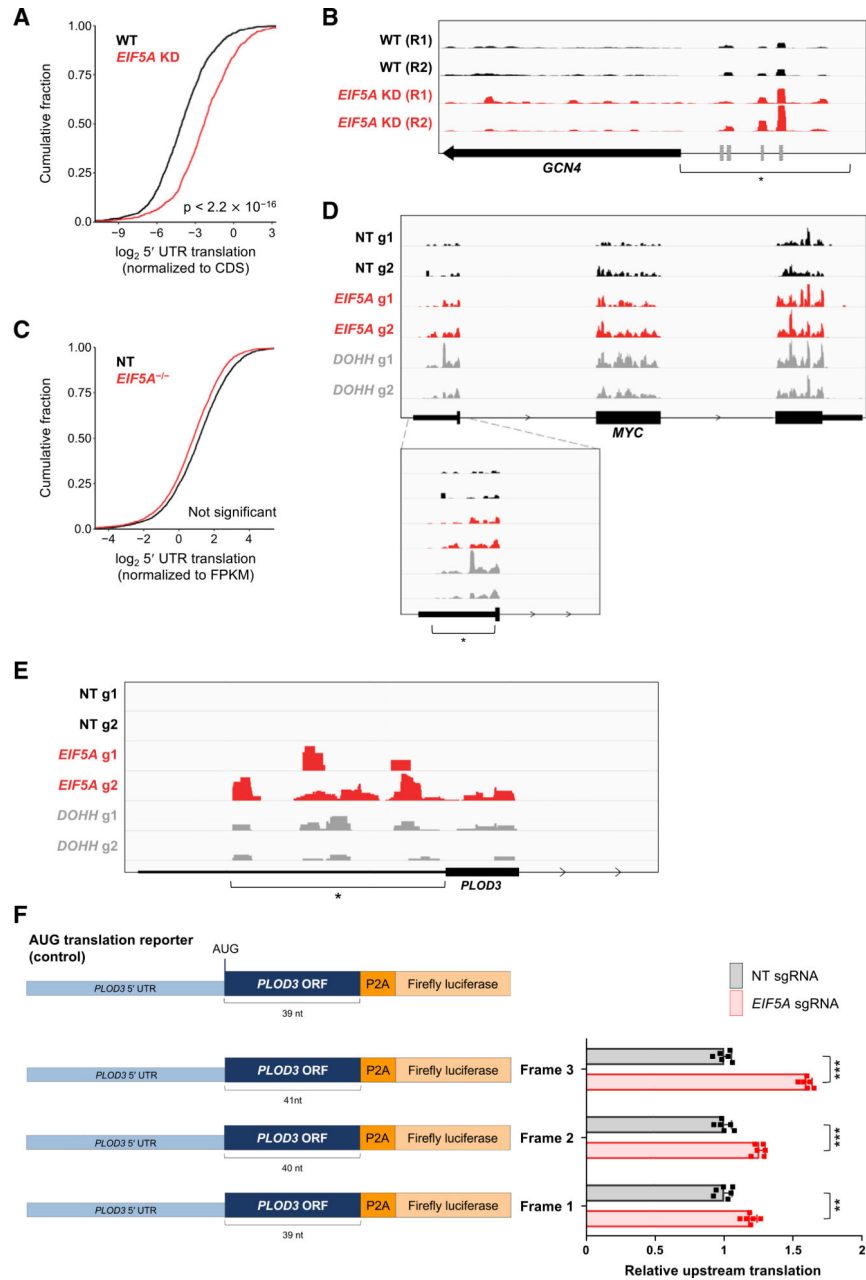 A
1.00
0.75
0.50
0.25
0.0
WT
EIF5A KD
Cumulative fraction
p < 2.2 × 10⁻¹⁶
−9
−6
−3
0
3
log₂ 5′ UTR translation
(normalized to CDS)
B
WT (R1)
WT (R2)
EIF5A KD (R1)
EIF5A KD (R2)
GCN4
*
C
1.00
0.75
0.50
0.25
0.0
NT
EIF5A⁻/⁻
Cumulative fraction
Not significant
−4
−2
0
2
4
log₂ 5′ UTR translation
(normalized to FPKM)
D
NT g1
NT g2
EIF5A g1
EIF5A g2
DOHH g1
DOHH g2
MYC
*
E
NT g1
NT g2
EIF5A g1
EIF5A g2
DOHH g1
DOHH g2
PLOD3
*
F
AUG translation reporter
(control)
AUG
PLOD3 5′ UTR
PLOD3 ORF
P2A
Firefly luciferase
39 nt
NT sgRNA
EIF5A sgRNA
PLOD3 5′ UTR
PLOD3 ORF
P2A
Firefly luciferase
41nt
Frame 3
***
PLOD3 5′ UTR
PLOD3 ORF
P2A
Firefly luciferase
40 nt
Frame 2
***
PLOD3 5′ UTR
PLOD3 ORF
P2A
Firefly luciferase
39 nt
Frame 1
**
0
0.5
1
1.5
2
Relative upstream translation